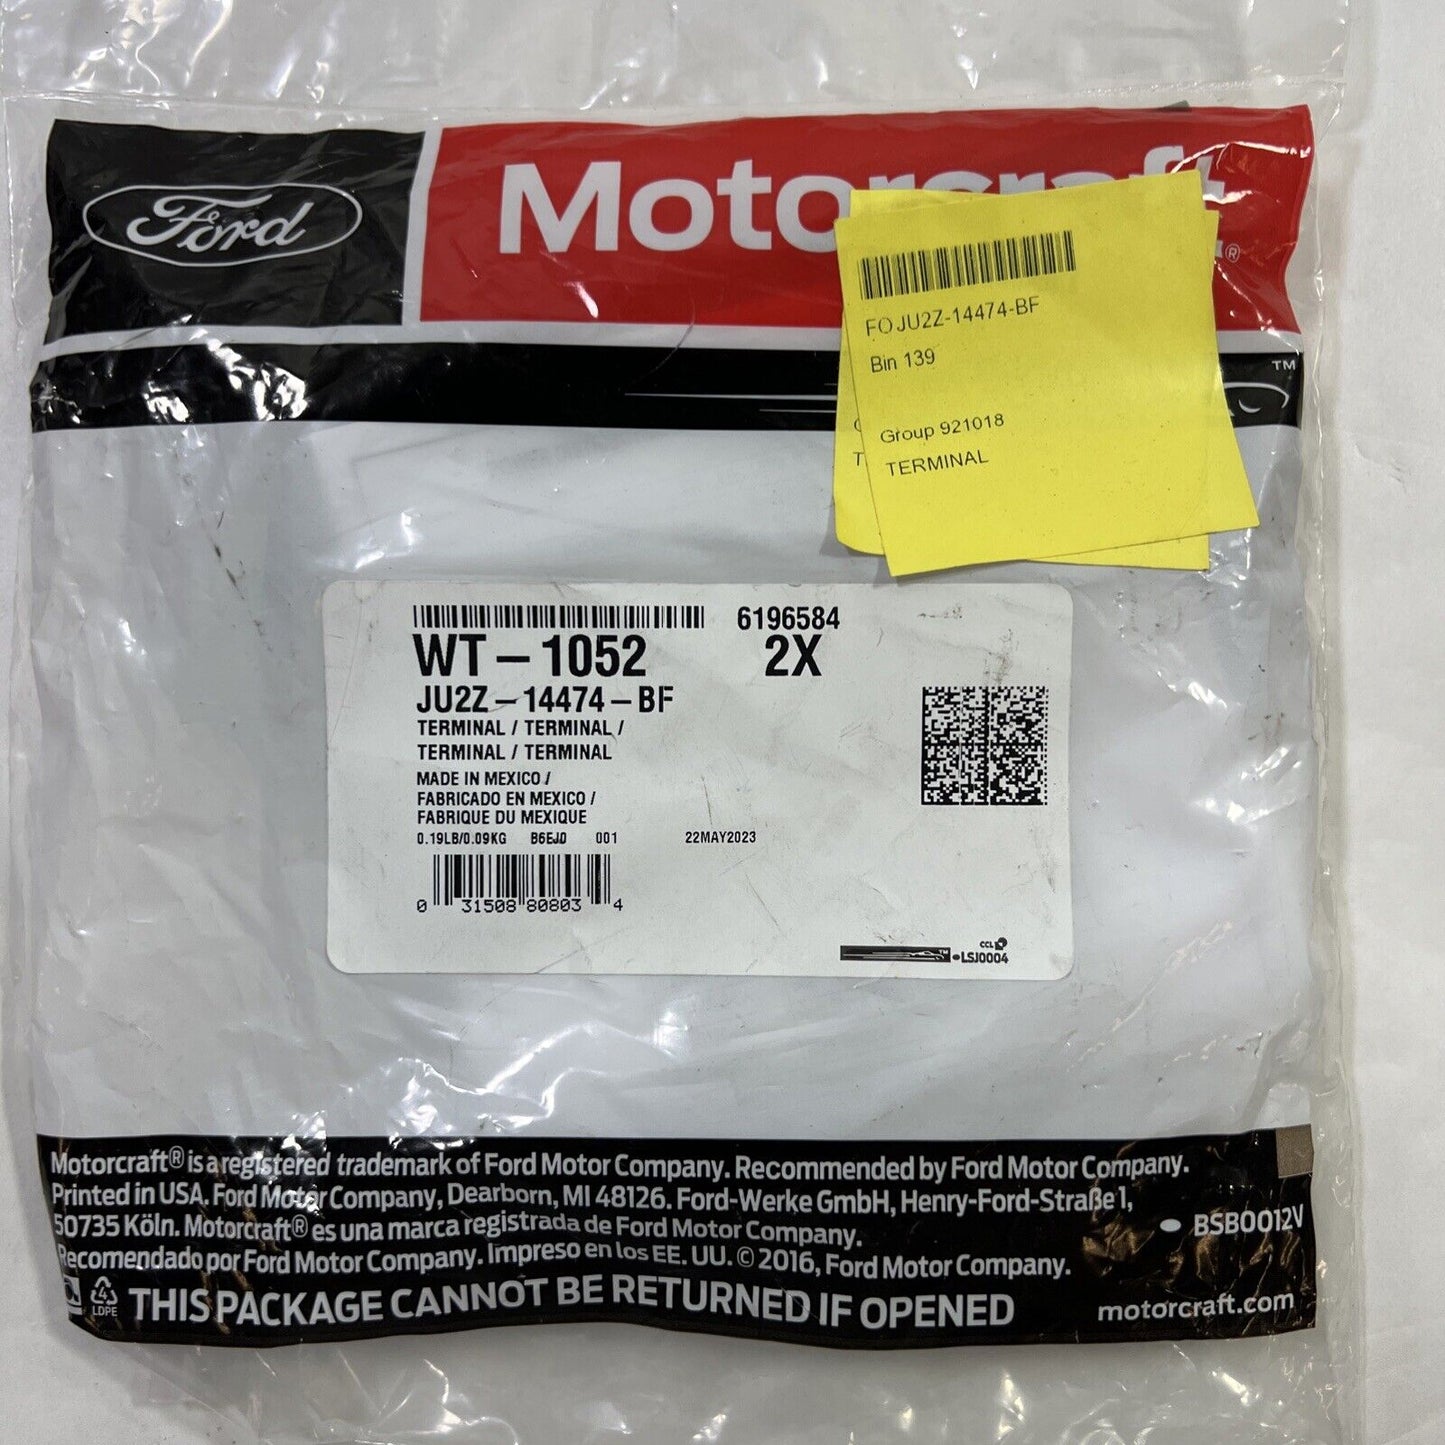 Ford
Motorcraft®
™
FO JU2Z-14474-BF
Bin 139
Group 921018
TERMINAL
6196584
WT-1052 2X
JU2Z-14474-BF
TERMINAL / TERMINAL /
TERMINAL / TERMINAL
MADE IN MEXICO /
FABRICADO EN MEXICO /
FABRIQUE DU MEXIQUE
0.19LB/0.09KG B6EJ0 001 22MAY2023
0 31508 80803 4
CCL
LSJ0004
Motorcraft® is a registered trademark of Ford Motor Company. Recommended by Ford Motor Company.
Printed in USA. Ford Motor Company, Dearborn, MI 48126. Ford-Werke GmbH, Henry-Ford-Straße 1,
50735 Köln. Motorcraft® es una marca registrada de Ford Motor Company.
BSB0012V
Recomendado por Ford Motor Company. Impreso en los EE. UU. © 2016, Ford Motor Company.
4
LDPE
THIS PACKAGE CANNOT BE RETURNED IF OPENED
motorcraft.com